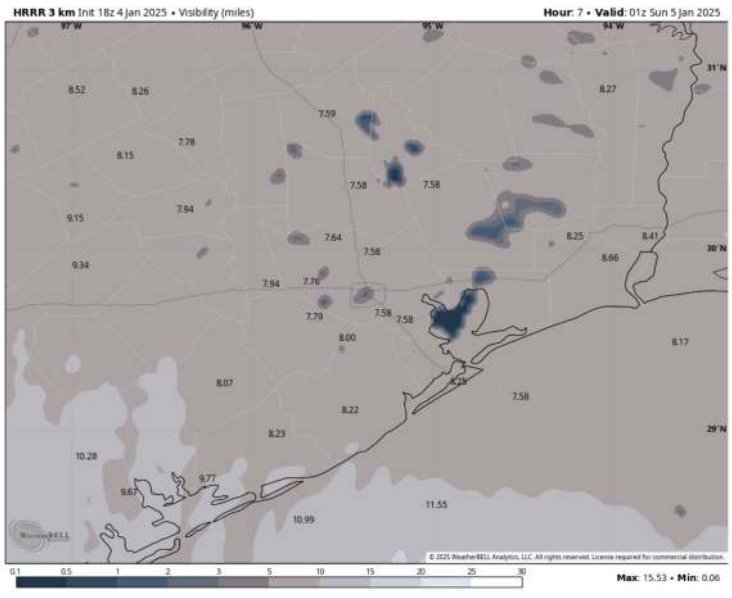 HRRR 3 km Init 18z 4 Jan 2025 • Visibility (miles)
Hour: 7 • Valid: 01z Sun 5 Jan 2025
97°W 96°W 95°W 94°W
31°N
8.52 8.26 8.27
7.59
7.78
8.15
7.58 7.58
7.94
9.15
7.64 8.25 8.41
30°N
7.58
8.66
9.34
7.94 7.76
7.79 7.58 7.58
8.00 8.17
8.07 8.25
7.58
8.22
8.23 29°N
10.28
9.77
9.67
11.55
10.99
WeatherBELL
© 2025 WeatherBELL Analytics, LLC. All rights reserved. License required for commercial distribution.
0.1 0.5 1 2 3 5 10 15 20 25 30
Max: 15.53 • Min: 0.06